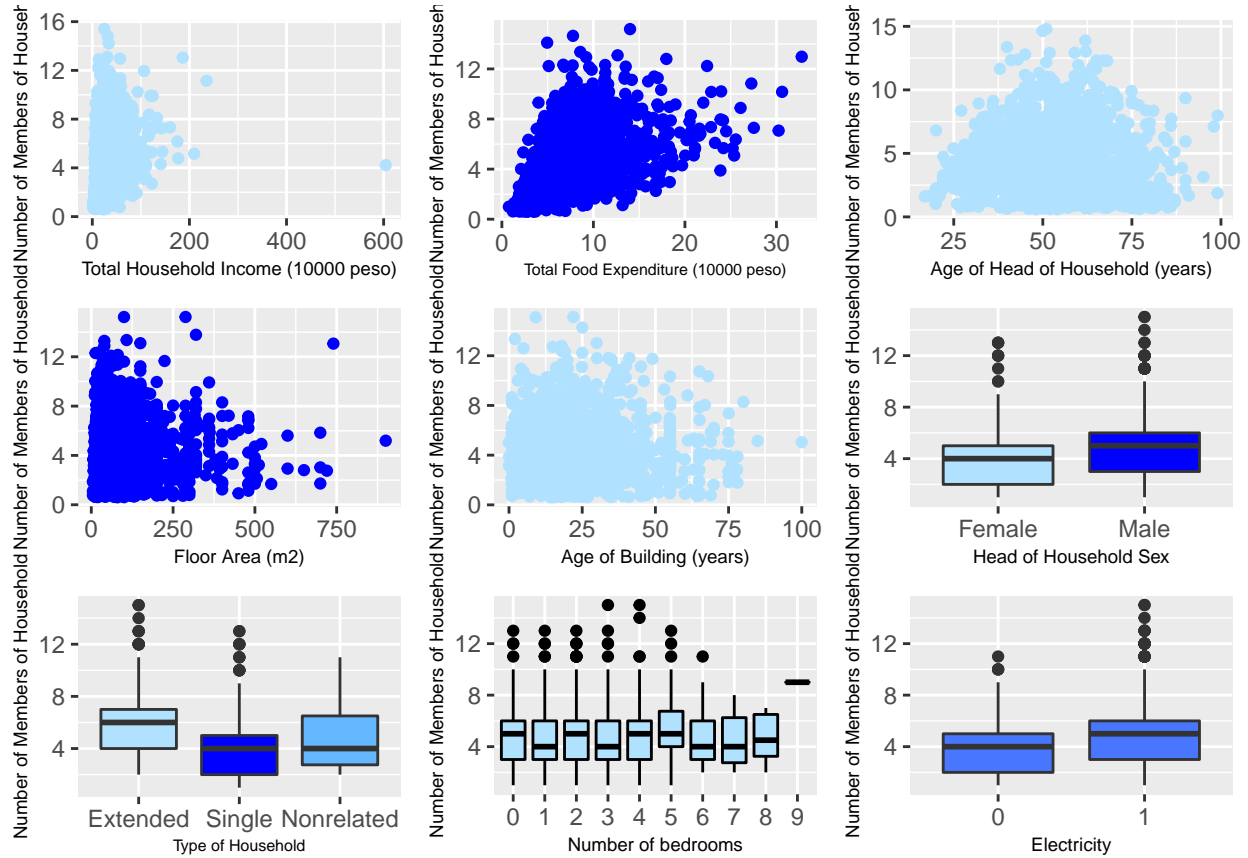 Number of Members of Househ
16
12
8
4
0
0 200 400 600
Total Household Income (10000 peso)
Number of Members of Househ
12
8
4
0
0 10 20 30
Total Food Expenditure (10000 peso)
Number of Members of Househ
15
10
5
0
25 50 75 100
Age of Head of Household (years)
Number of Members of Household
12
8
4
0
0 250 500 750
Floor Area (m2)
Number of Members of Household
12
8
4
0
0 25 50 75 100
Age of Building (years)
Number of Members of Household
12
8
4
Female Male
Head of Household Sex
Number of Members of Household
12
8
4
Extended Single Nonrelated
Type of Household
Number of Members of Household
12
8
4
0 1 2 3 4 5 6 7 8 9
Number of bedrooms
Number of Members of Household
12
8
4
0 1
Electricity